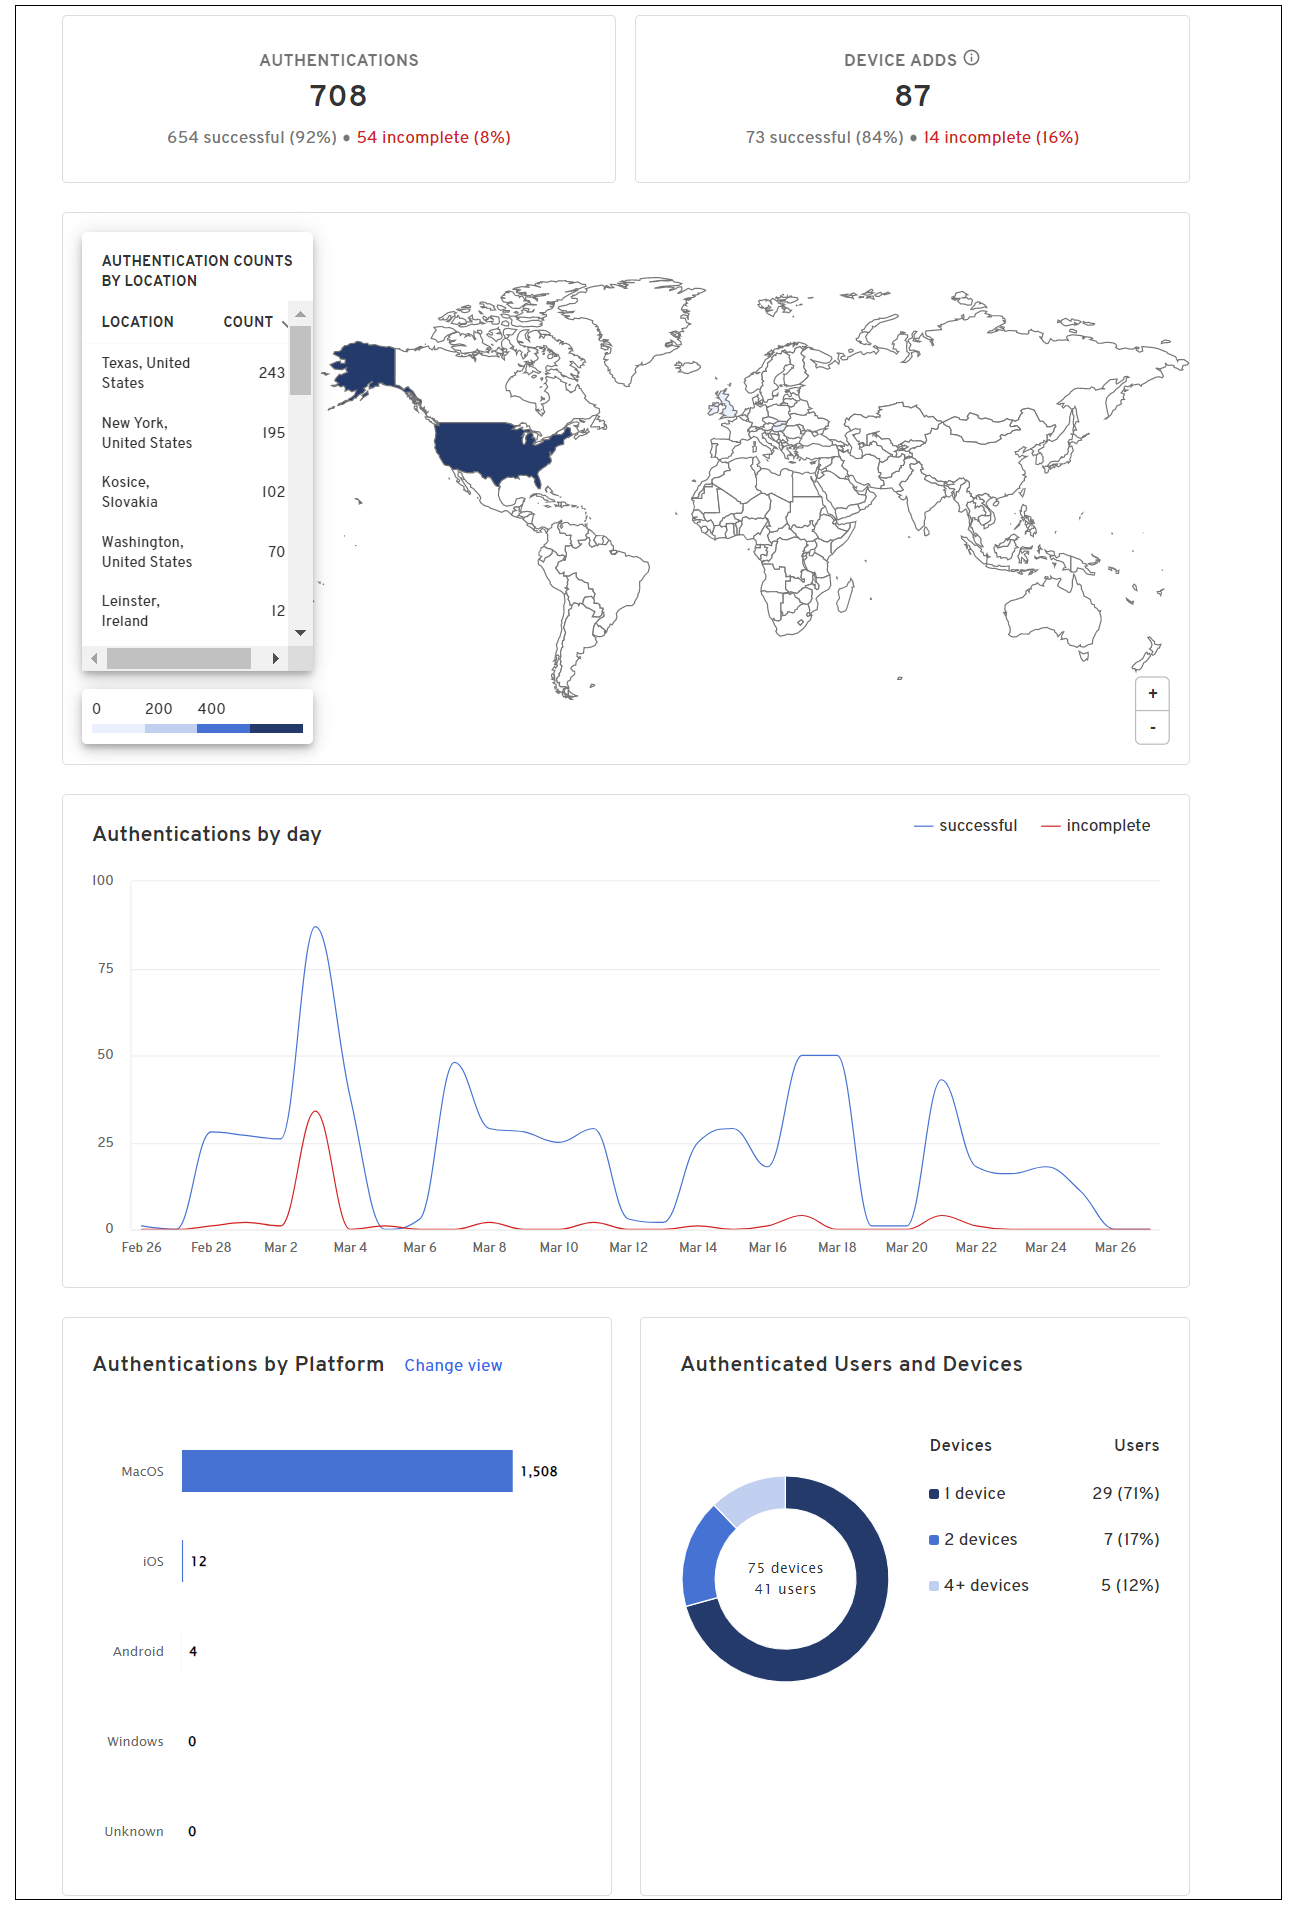 AUTHENTICATIONS
708
654 successful (92%) • 54 incomplete (8%)
DEVICE ADDS
87
73 successful (84%) • 14 incomplete (16%)
AUTHENTICATION COUNTS
BY LOCATION
LOCATION COUNT
Texas, United
States
243
New York,
United States
195
Kosice,
Slovakia
102
Washington,
United States
70
Leinster,
Ireland
12
0 200 400
+
-
Authentications by day
successful incomplete
100
75
50
25
0
Feb 26 Feb 28 Mar 2 Mar 4 Mar 6 Mar 8 Mar 10 Mar 12 Mar 14 Mar 16 Mar 18 Mar 20 Mar 22 Mar 24 Mar 26
Authentications by Platform Change view
MacOS 1,508
iOS 12
Android 4
Windows 0
Unknown 0
Authenticated Users and Devices
75 devices
41 users
Devices Users
1 device 29 (71%)
2 devices 7 (17%)
4+ devices 5 (12%)